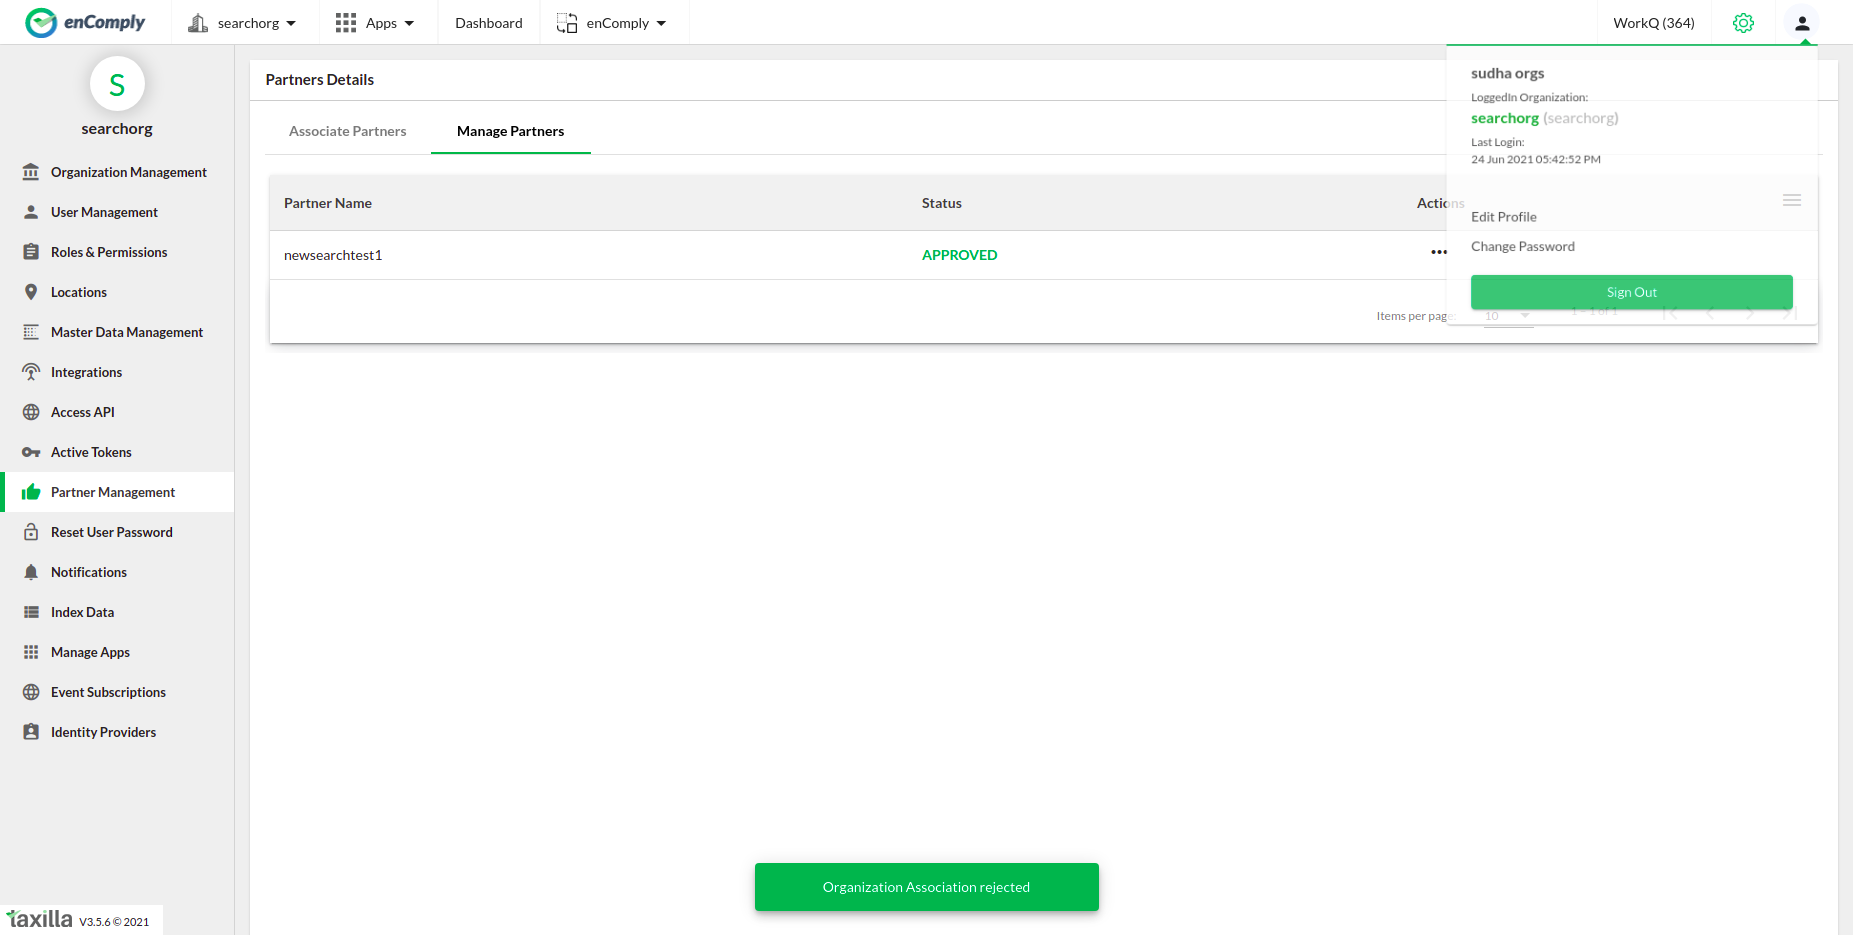 enComply
searchorg
Apps
Dashboard
enComply
WorkQ (364)
S
searchorg
Organization Management
User Management
Roles & Permissions
Locations
Master Data Management
Integrations
Access API
Active Tokens
Partner Management
Reset User Password
Notifications
Index Data
Manage Apps
Event Subscriptions
Identity Providers
taxilla V3.5.6 © 2021
Partners Details
Associate Partners
Manage Partners
Partner Name
Status
Actions
newsearchtest1
APPROVED
Items per page
10
1 – 1 of 1
sudha orgs
LoggedIn Organization:
searchorg (searchorg)
Last Login:
24 Jun 2021 05:42:52 PM
Edit Profile
Change Password
Sign Out
Organization Association rejected